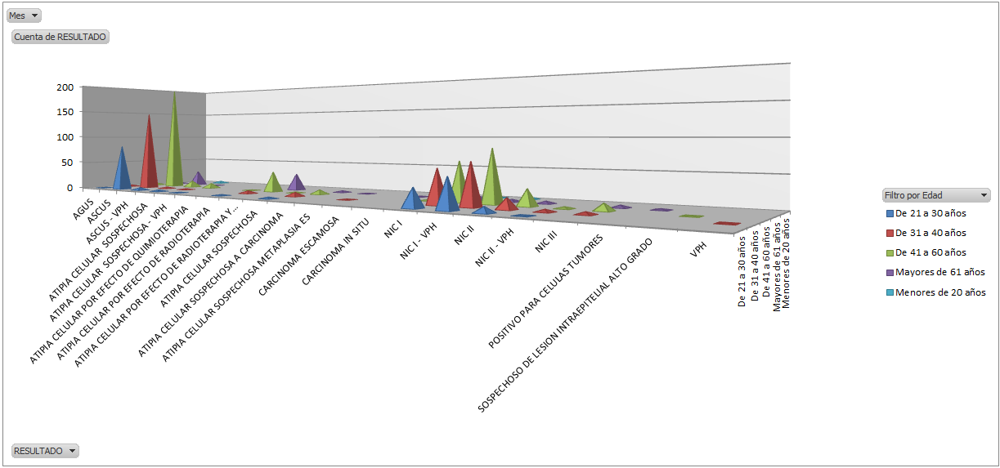 Mes
Cuenta de RESULTADO
200
150
100
50
0
AGUS
ASCUS
ASCUS - VPH
ATIPIA CELULAR  SOSPECHOSA
ATIPIA CELULAR  SOSPECHOSA - VPH
ATIPIA CELULAR POR EFECTO DE QUIMIOTERAPIA
ATIPIA CELULAR POR EFECTO DE RADIOTERAPIA
ATIPIA CELULAR POR EFECTO DE RADIOTERAPIA Y...
ATIPIA CELULAR SOSPECHOSA
ATIPIA CELULAR SOSPECHOSA A CARCINOMA
ATIPIA CELULAR SOSPECHOSA METAPLASIA ES
CARCINOMA ESCAMOSA
CARCINOMA IN SITU
NIC I
NIC I - VPH
NIC II
NIC II - VPH
NIC III
POSITIVO PARA CELULAS TUMORES
SOSPECHOSO DE LESION INTRAEPITELIAL ALTO GRADO
VPH
De 21 a 30 años
De 31 a 40 años
De 41 a 60 años
Mayores de 61 años
Menores de 20 años
Filtro por Edad
De 21 a 30 años
De 31 a 40 años
De 41 a 60 años
Mayores de 61 años
Menores de 20 años
RESULTADO